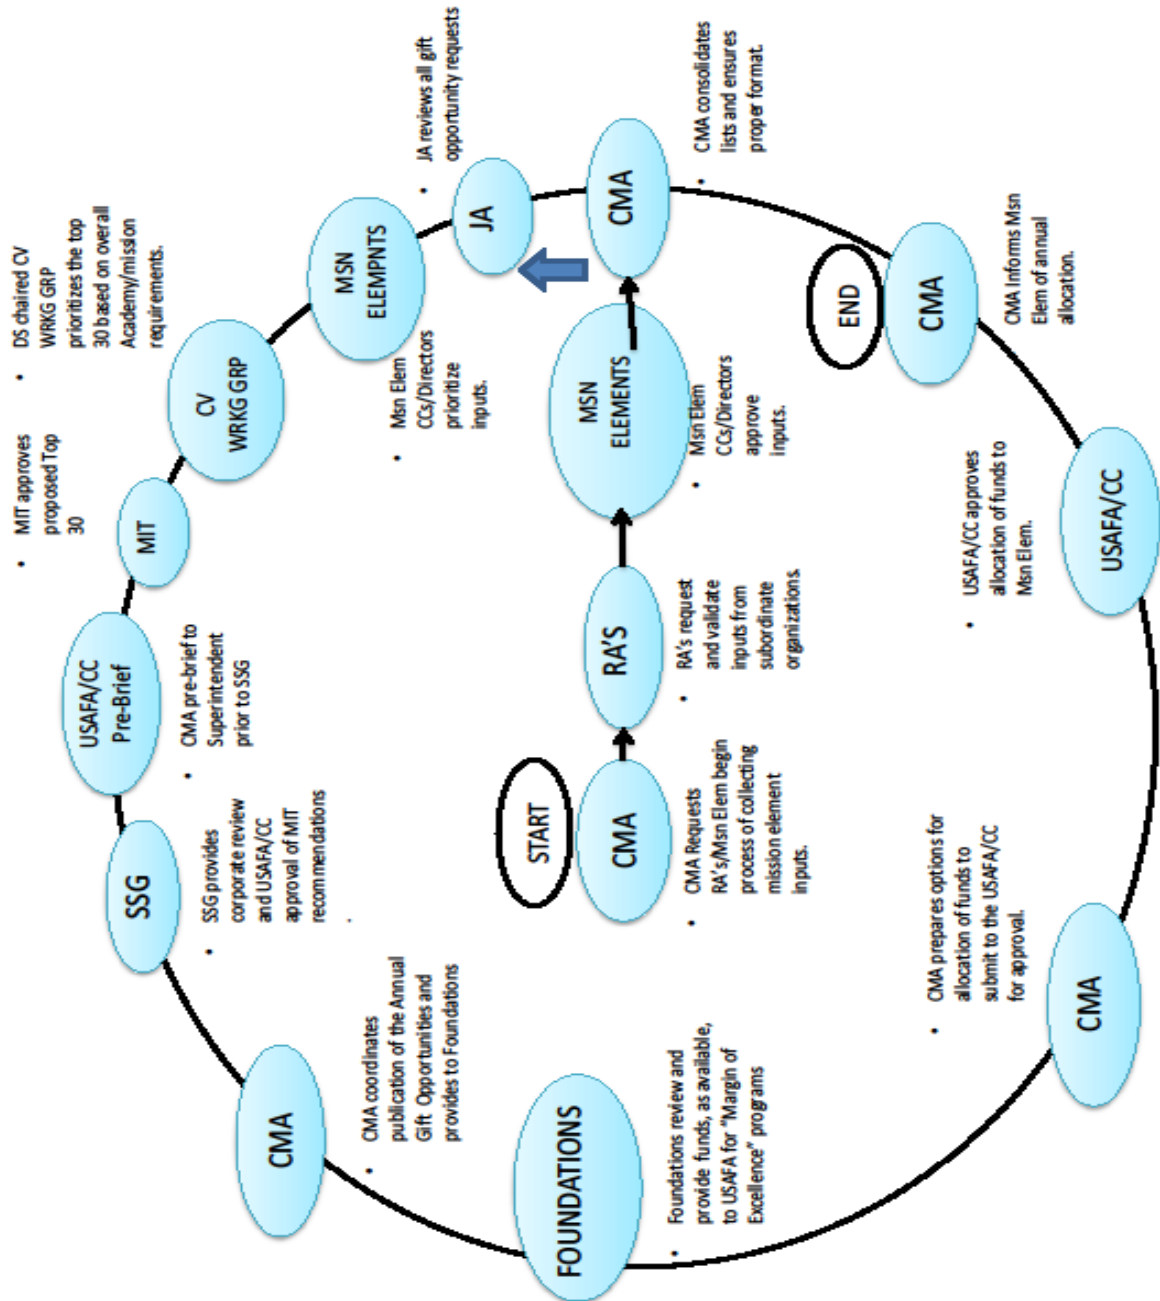 START
CMA
• CMA Requests
RA's/Msn Elem begin
process of collecting
mission element
inputs.
RA'S
• RA's request
and validate
inputs from
subordinate
organizations.
MSN
ELEMENTS
• Msn Elem
CCs/Directors
approve
inputs.
CMA
• CMA consolidates
lists and ensures
proper format.
JA
• JA reviews all gift
opportunity requests
MSN
ELEMPNTS
• Msn Elem
CCs/Directors
prioritize
inputs.
CV
WRKG GRP
• DS chaired CV
WRKG GRP
prioritizes the top
30 based on overall
Academy/mission
requirements.
MIT
• MIT approves
proposed Top
30
USAFA/CC
Pre-Brief
• CMA pre-brief to
Superintendent
prior to SSG
SSG
• SSG provides
corporate review
and USAFA/CC
approval of MIT
recommendations
.
CMA
• CMA coordinates
publication of the Annual
Gift Opportunities and
provides to Foundations
FOUNDATIONS
• Foundations review and
provide funds, as available,
to USAFA for "Margin of
Excellence" programs
CMA
• CMA prepares options for
allocation of funds to
submit to the USAFA/CC
for approval.
USAFA/CC
• USAFA/CC approves
allocation of funds to
Msn Elem.
END
CMA
CMA Informs Msn
Elem of annual
allocation.